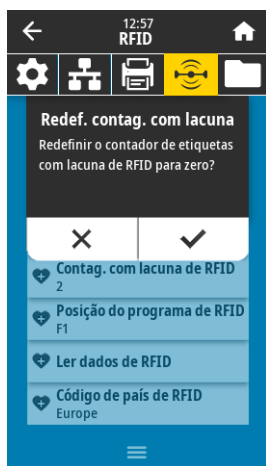 12:57
RFID
Redef. contag. com lacuna
Redefinir o contador de etiquetas
com lacuna de RFID para zero?
Contag. com lacuna de RFID
2
Posição do programa de RFID
F1
Ler dados de RFID
Código de país de RFID
Europe